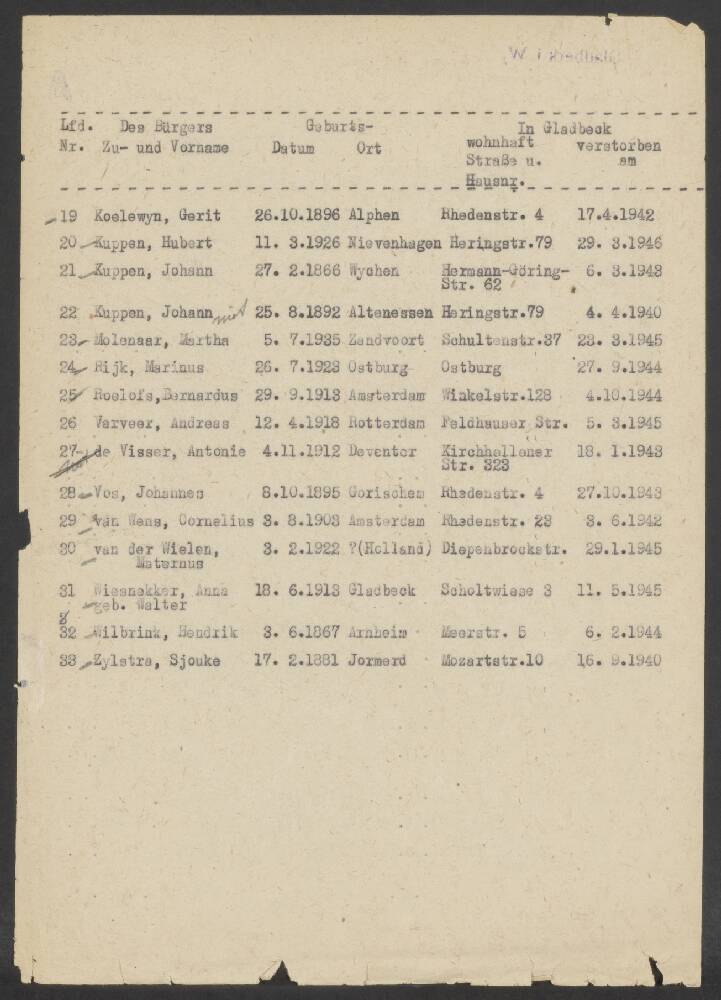 Lfd. Des Bürgers Geburts- In Gladbeck
Nr. Zu- und Vorname Datum Ort wohnhaft verstorben
Straße u. am
Hausnr.
19 Koelewyn, Gerit 26.10.1896 Alphen Rhedenstr. 4 17.4.1942
20 Kuppen, Hubert 11. 3.1926 Nievenhagen Heringstr.79 29. 3.1946
21 Kuppen, Johann 27. 2.1866 Wychen Hermann-Göring- 6. 3.1943
Str. 62
22 Kuppen, Johann niet 25. 8.1892 Altenessen Heringstr.79 4. 4.1940
23 Molenaar, Martha 5. 7.1935 Zandvoort Schultenstr.37 23. 3.1945
24 Rijk, Marinus 26. 7.1923 Ostburg Ostburg 27. 9.1944
25 Roelofs,Bernardus 29. 9.1913 Amsterdam Winkelstr.128 4.10.1944
26 Verveer, Andreas 12. 4.1918 Rotterdam Feldhauser Str. 5. 3.1945
27 de Visser, Antonie 4.11.1912 Deventer Kirchhellener 18. 1.1943
Str. 323
28 Vos, Johannes 8.10.1895 Gorischem Rhedenstr. 4 27.10.1943
29 van Wens, Cornelius 3. 8.1903 Amsterdam Rhedenstr. 23 3. 6.1942
30 van der Wielen, 3. 2.1922 ?(Holland) Diepenbrockstr. 29.1.1945
Maternus
31 Wiesnekker, Anna 18. 6.1913 Gladbeck Scholtwiese 3 11. 5.1945
geb. Walter
32 Wilbrink, Hendrik 3. 6.1867 Arnheim Meerstr. 5 6. 2.1944
33 Zylstra, Sjouke 17. 2.1881 Jormerd Mozartstr.10 16. 9.1940